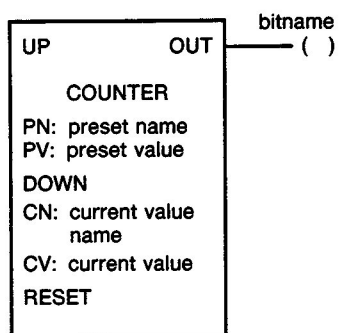 bitname
UP OUT ( )
COUNTER
PN: preset name
PV: preset value
DOWN
CN: current value
name
CV: current value
RESET